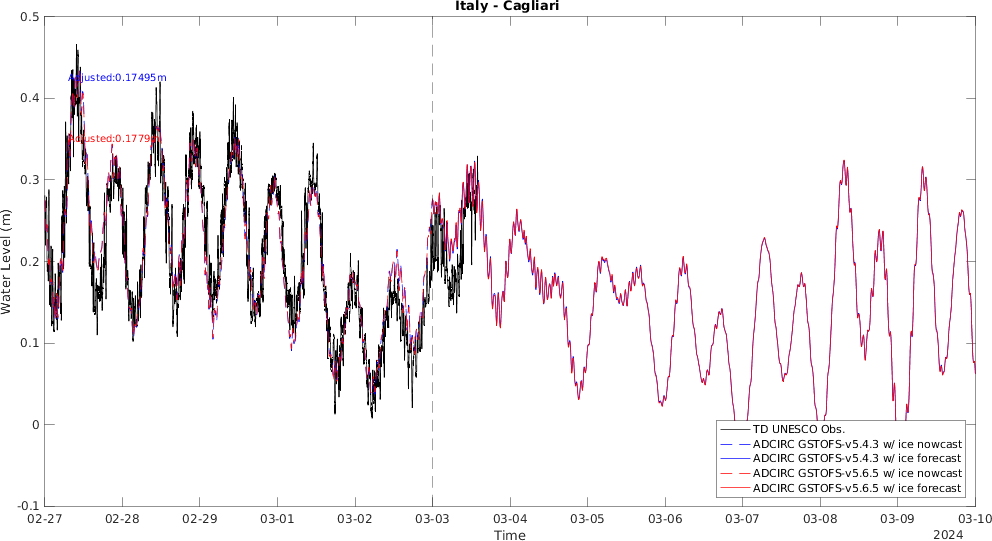 Italy - Cagliari
0.5
0.4
0.3
0.2
0.1
0
-0.1
Water Level (m)
Adjusted:0.17495m
Adjusted:0.1779
TD UNESCO Obs.
ADCIRC GSTOFS-v5.4.3 w/ ice nowcast
ADCIRC GSTOFS-v5.4.3 w/ ice forecast
ADCIRC GSTOFS-v5.6.5 w/ ice nowcast
ADCIRC GSTOFS-v5.6.5 w/ ice forecast
02-27 02-28 02-29 03-01 03-02 03-03 03-04 03-05 03-06 03-07 03-08 03-09 03-10
Time
2024